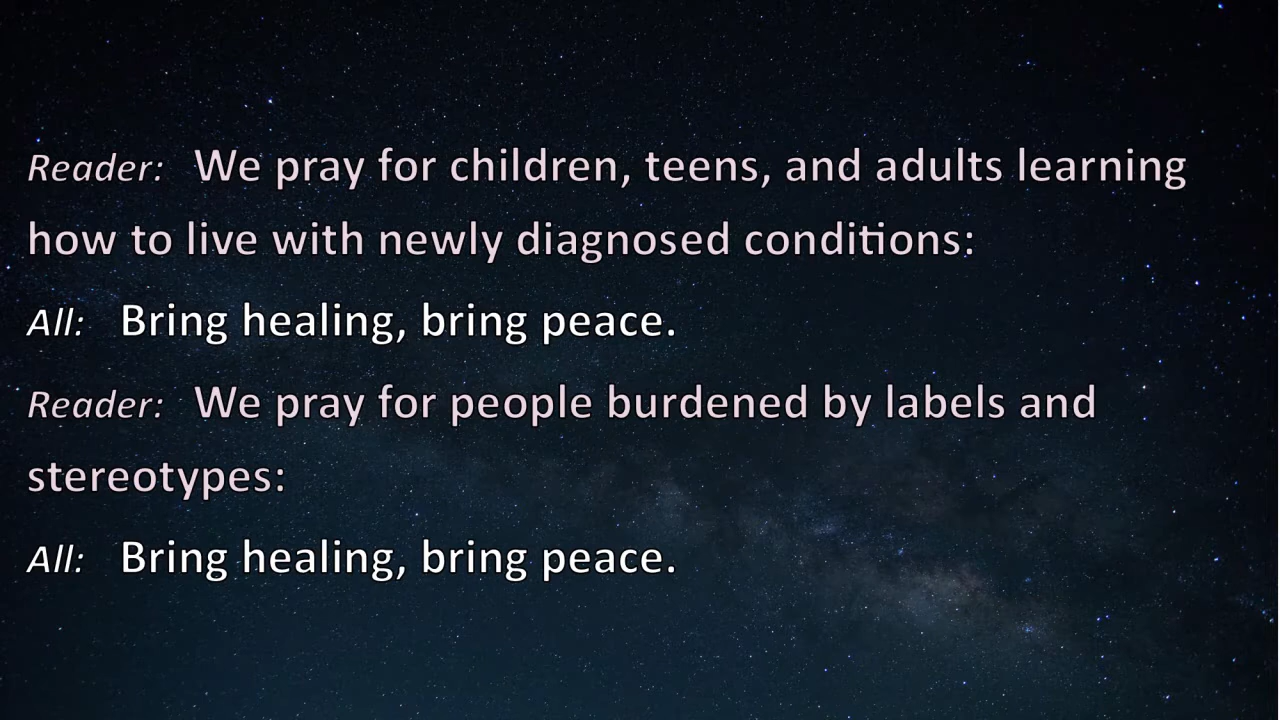 Reader: We pray for children, teens, and adults learning
how to live with newly diagnosed conditions:
All: Bring healing, bring peace.
Reader: We pray for people burdened by labels and
stereotypes:
All: Bring healing, bring peace.